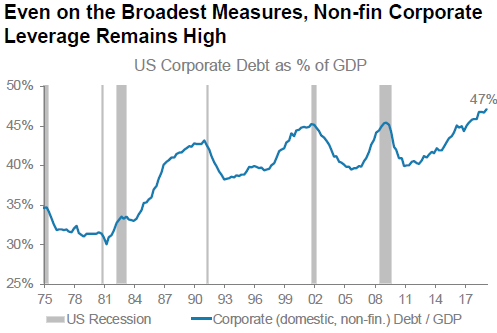 Even on the Broadest Measures, Non-fin Corporate
Leverage Remains High
US Corporate Debt as % of GDP
50%
47%
45%
40%
35%
30%
25%
75 78 81 84 87 90 93 96 99 02 05 08 11 14 17
US Recession Corporate (domestic, non-fin.) Debt / GDP